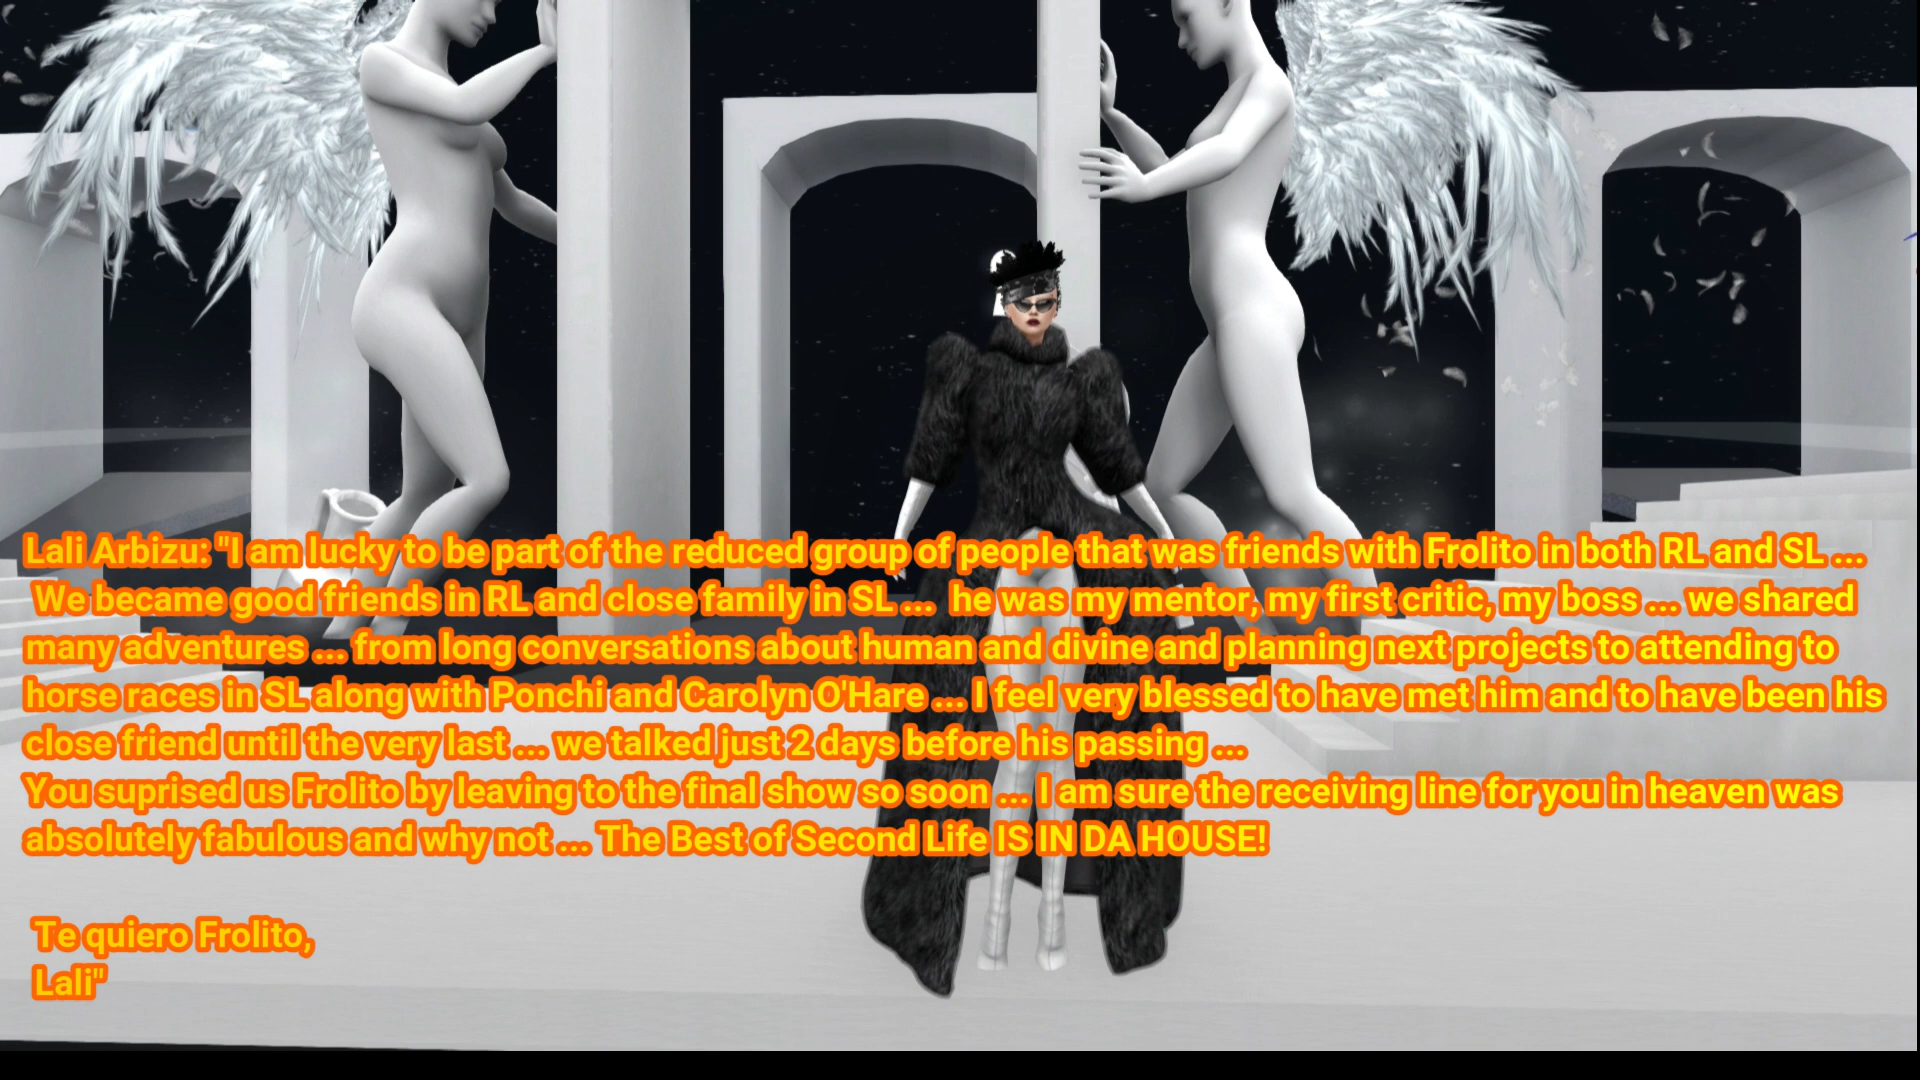 Lali Arbizu: "I am lucky to be part of the reduced group of people that was friends with Frolito in both RL and SL ...
We became good friends in RL and close family in SL ... he was my mentor, my first critic, my boss ... we shared
many adventures ... from long conversations about human and divine and planning next projects to attending to
horse races in SL along with Ponchi and Carolyn O'Hare ... I feel very blessed to have met him and to have been his
close friend until the very last ... we talked just 2 days before his passing ...
You suprised us Frolito by leaving to the final show so soon ... I am sure the receiving line for you in heaven was
absolutely fabulous and why not ... The Best of Second Life IS IN DA HOUSE!
Te quiero Frolito,
Lali"